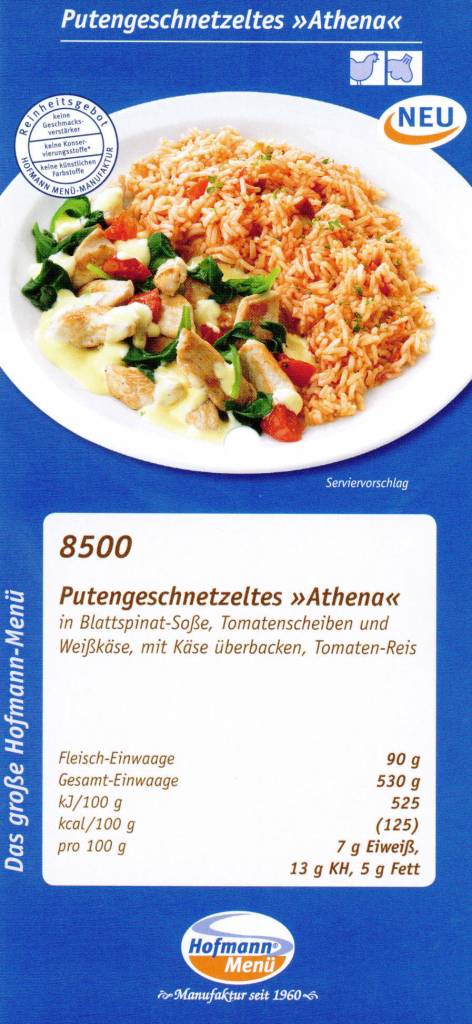 Putengeschnetzeltes »Athena«
NEU
Reinheitsgebot
keine
Geschmacks-
verstärker
keine Konser-
vierungsstoffe*
keine künstlichen
Farbstoffe
HOFMANN MENÜ-MANUFAKTUR
Serviervorschlag
8500
Putengeschnetzeltes »Athena«
in Blattspinat-Soße, Tomatenscheiben und
Weißkäse, mit Käse überbacken, Tomaten-Reis
Fleisch-Einwaage 90 g
Gesamt-Einwaage 530 g
kJ/100 g 525
kcal/100 g (125)
pro 100 g 7 g Eiweiß,
13 g KH, 5 g Fett
Das große Hofmann-Menü
Hofmann®
Menü
Manufaktur seit 1960